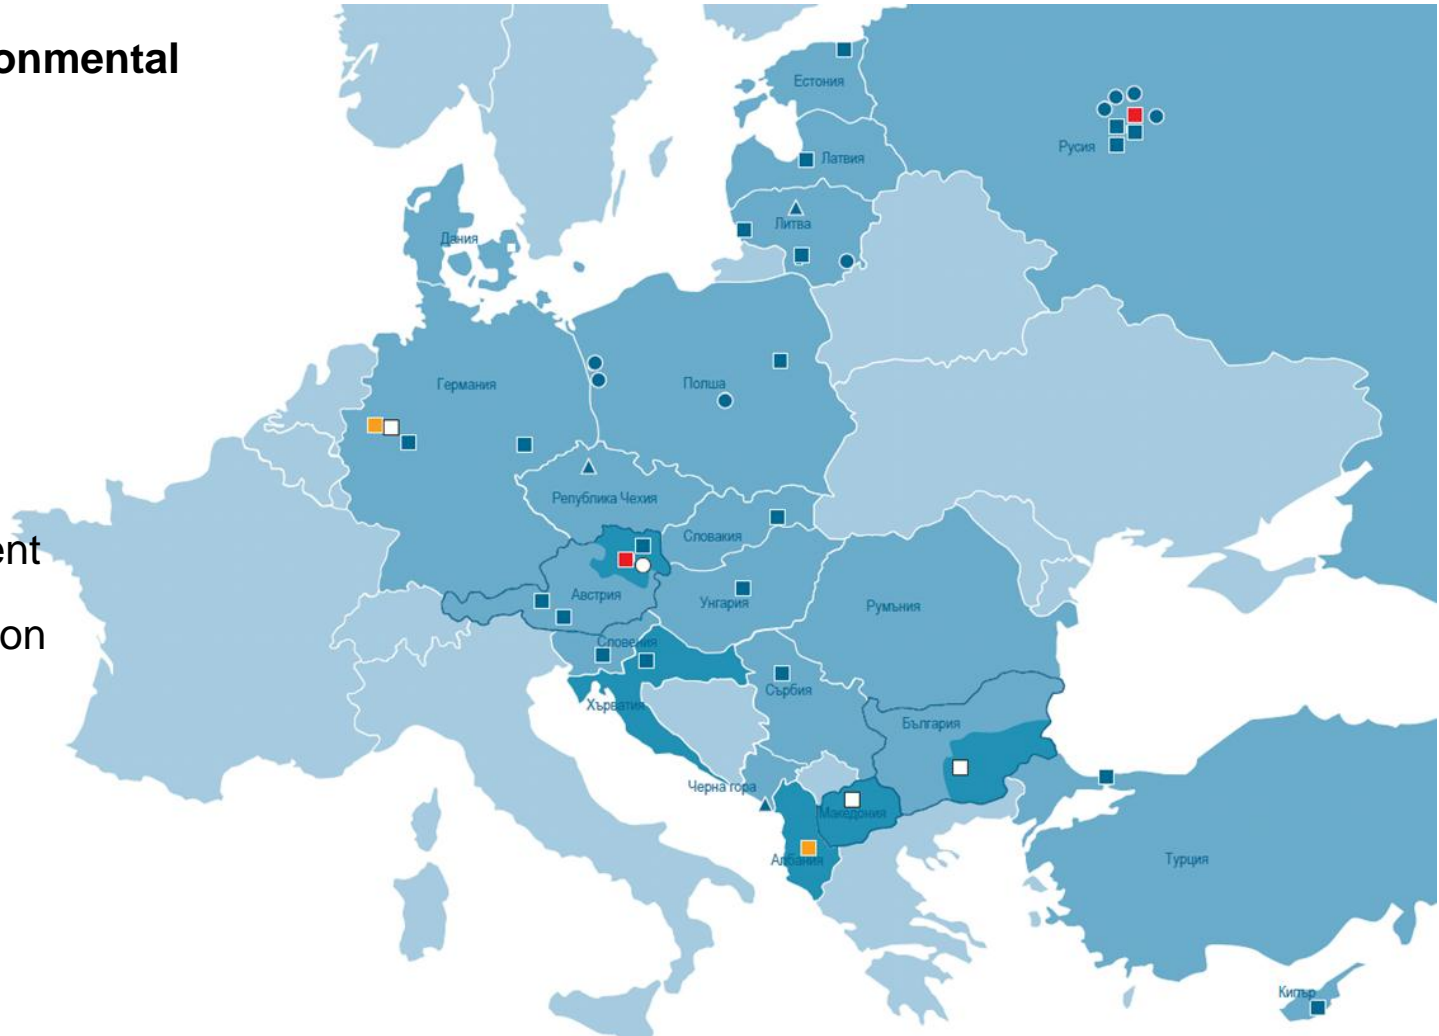 onmental
Естония
Латвия
Русия
Литва
Дания
Германия
Полша
Република Чехия
Словакия
ent
Австрия
Унгария
Румъния
on
Словения
Сърбия
Хърватия
България
Черна гора
Македония
Албания
Турция
Кипър